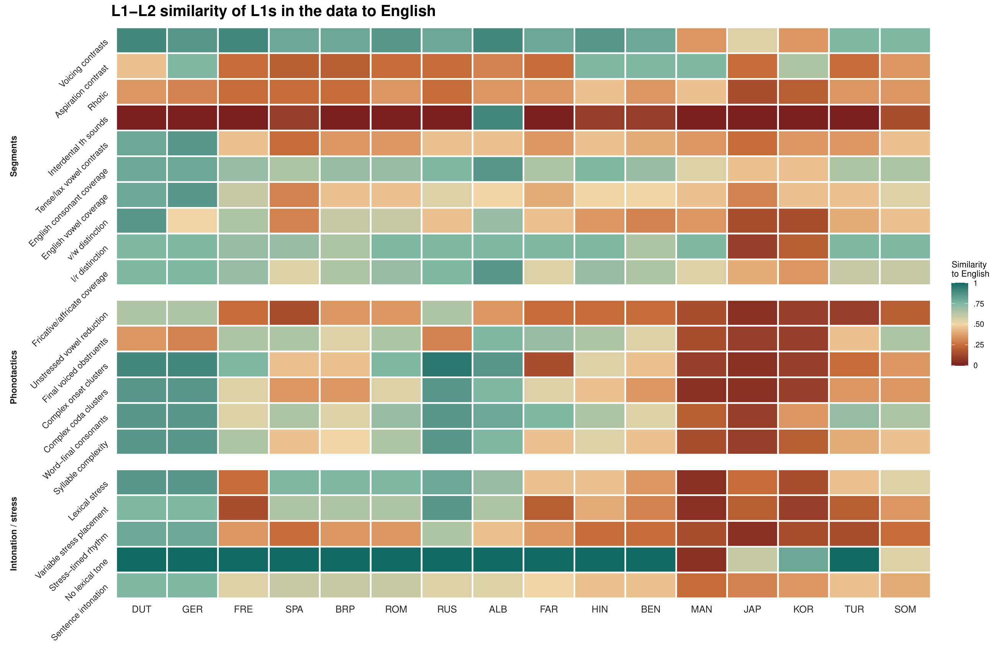 L1–L2 similarity of L1s in the data to English
Segments
Voicing contrasts
Aspiration contrast
Rhotic
Interdental th sounds
Tense/lax vowel contrasts
English consonant coverage
English vowel coverage
v/w distinction
l/r distinction
Fricative/affricate coverage
Phonotactics
Unstressed vowel reduction
Final voiced obstruents
Complex onset clusters
Complex coda clusters
Word–final consonants
Syllable complexity
Intonation / stress
Lexical stress
Variable stress placement
Stress–timed rhythm
No lexical tone
Sentence intonation
DUT GER FRE SPA BRP ROM RUS ALB FAR HIN BEN MAN JAP KOR TUR SOM
Similarity
to English
1
.75
.50
.25
0